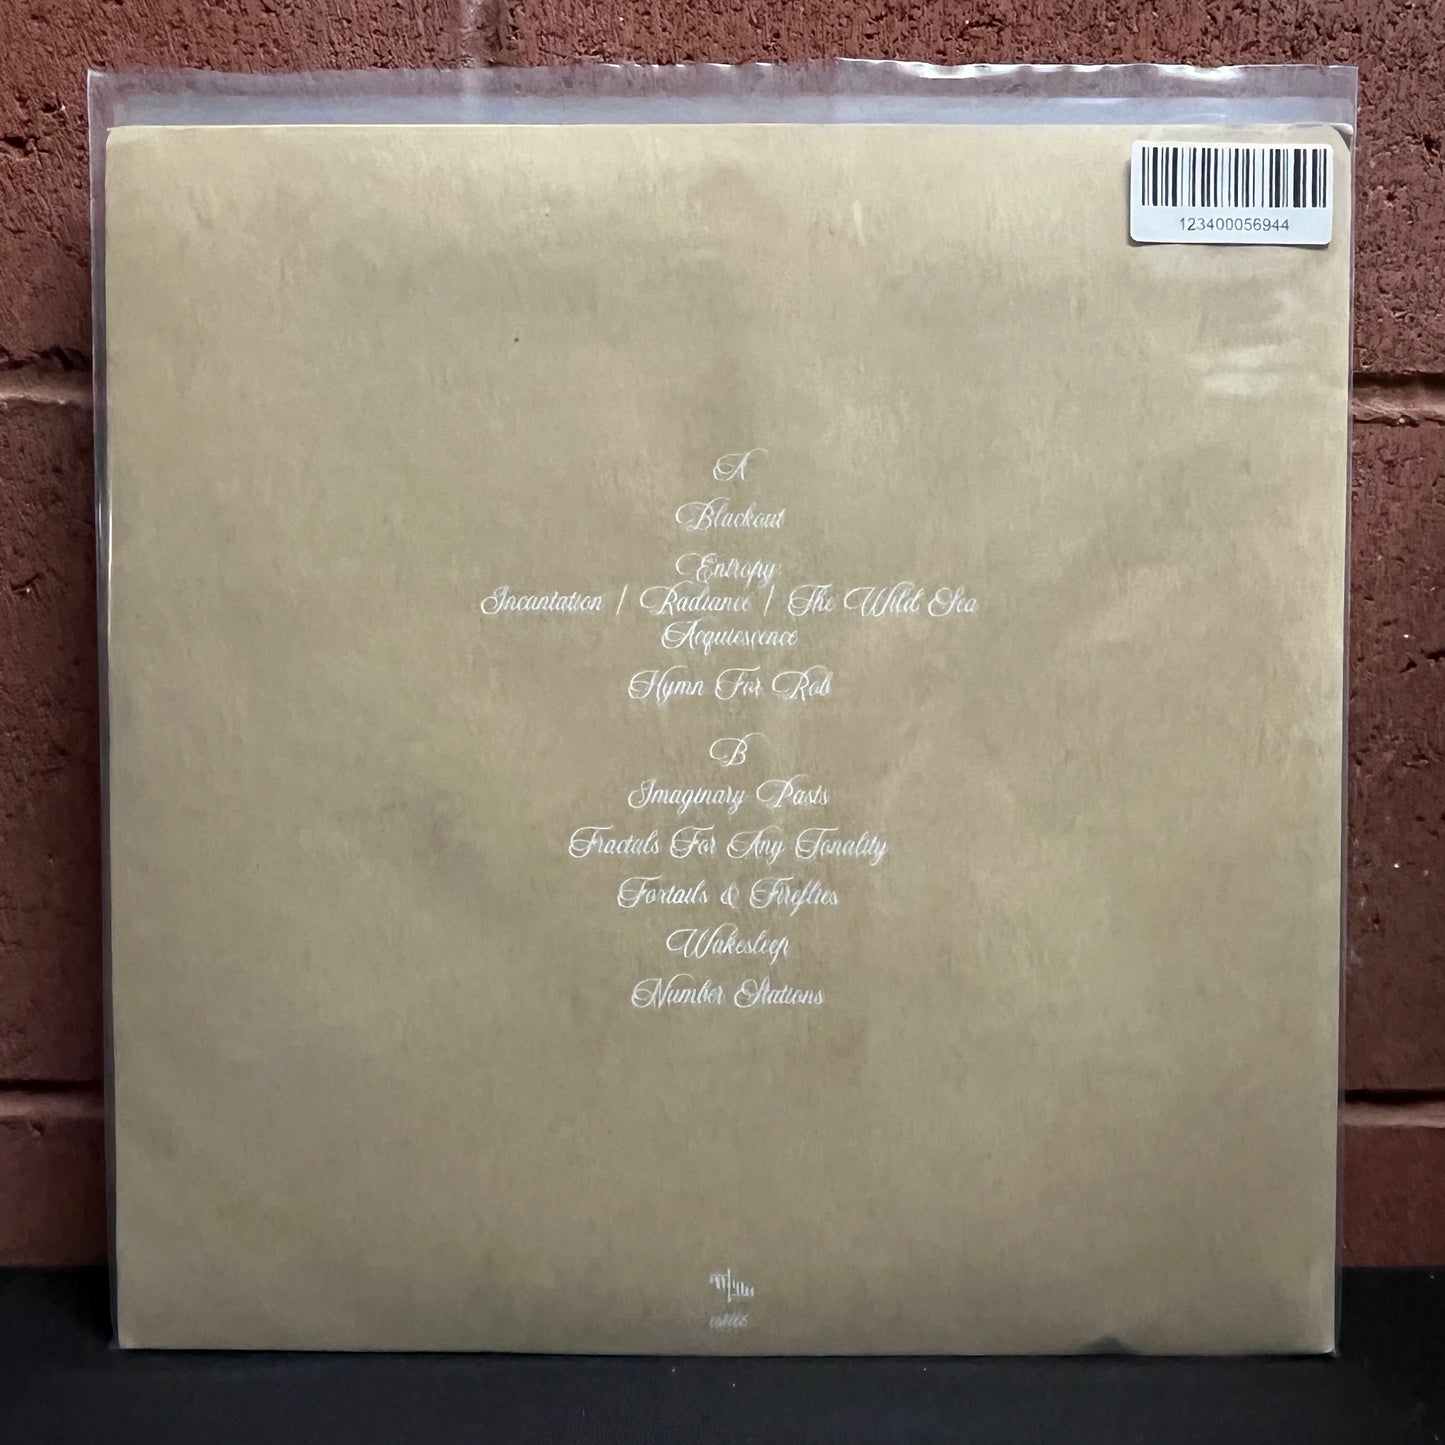 123400056944
A
Blackout
Entropy:
Incantation / Radiance / The Wild Sea
Acquiescence
Hymn For Rob
B
Imaginary Pasts
Fractals For Any Tonality
Foxtails & Fireflies
Wakesleep
Number Stations